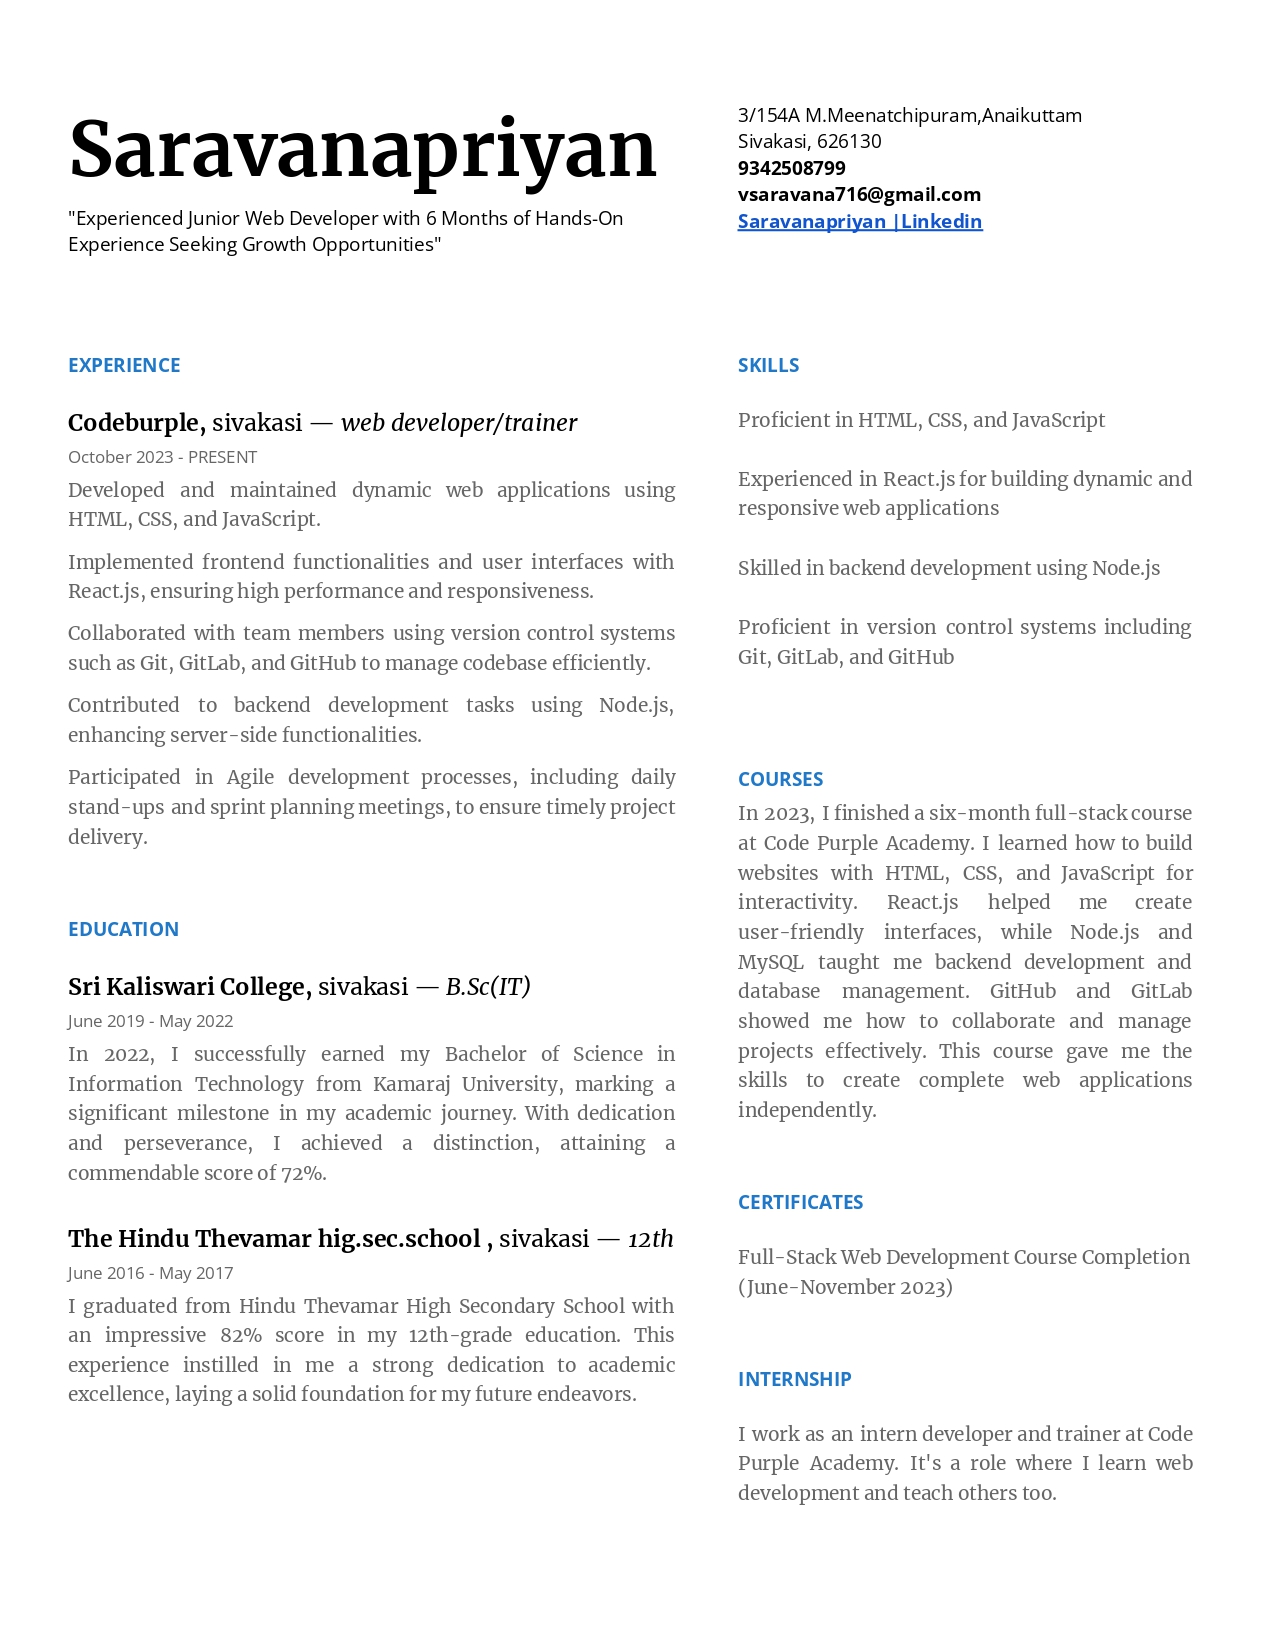 Saravanapriyan
"Experienced Junior Web Developer with 6 Months of Hands-On
Experience Seeking Growth Opportunities"
3/154A M.Meenatchipuram,Anaikuttam
Sivakasi, 626130
9342508799
vsaravana716@gmail.com
Saravanapriyan |Linkedin
EXPERIENCE
Codeburple, sivakasi — web developer/trainer
October 2023 - PRESENT
Developed and maintained dynamic web applications using
HTML, CSS, and JavaScript.
Implemented frontend functionalities and user interfaces with
React.js, ensuring high performance and responsiveness.
Collaborated with team members using version control systems
such as Git, GitLab, and GitHub to manage codebase efficiently.
Contributed to backend development tasks using Node.js,
enhancing server-side functionalities.
Participated in Agile development processes, including daily
stand-ups and sprint planning meetings, to ensure timely project
delivery.
EDUCATION
Sri Kaliswari College, sivakasi — B.Sc(IT)
June 2019 - May 2022
In 2022, I successfully earned my Bachelor of Science in
Information Technology from Kamaraj University, marking a
significant milestone in my academic journey. With dedication
and perseverance, I achieved a distinction, attaining a
commendable score of 72%.
The Hindu Thevamar hig.sec.school , sivakasi — 12th
June 2016 - May 2017
I graduated from Hindu Thevamar High Secondary School with
an impressive 82% score in my 12th-grade education. This
experience instilled in me a strong dedication to academic
excellence, laying a solid foundation for my future endeavors.
SKILLS
Proficient in HTML, CSS, and JavaScript
Experienced in React.js for building dynamic and
responsive web applications
Skilled in backend development using Node.js
Proficient in version control systems including
Git, GitLab, and GitHub
COURSES
In 2023, I finished a six-month full-stack course
at Code Purple Academy. I learned how to build
websites with HTML, CSS, and JavaScript for
interactivity. React.js helped me create
user-friendly interfaces, while Node.js and
MySQL taught me backend development and
database management. GitHub and GitLab
showed me how to collaborate and manage
projects effectively. This course gave me the
skills to create complete web applications
independently.
CERTIFICATES
Full-Stack Web Development Course Completion
(June-November 2023)
INTERNSHIP
I work as an intern developer and trainer at Code
Purple Academy. It's a role where I learn web
development and teach others too.